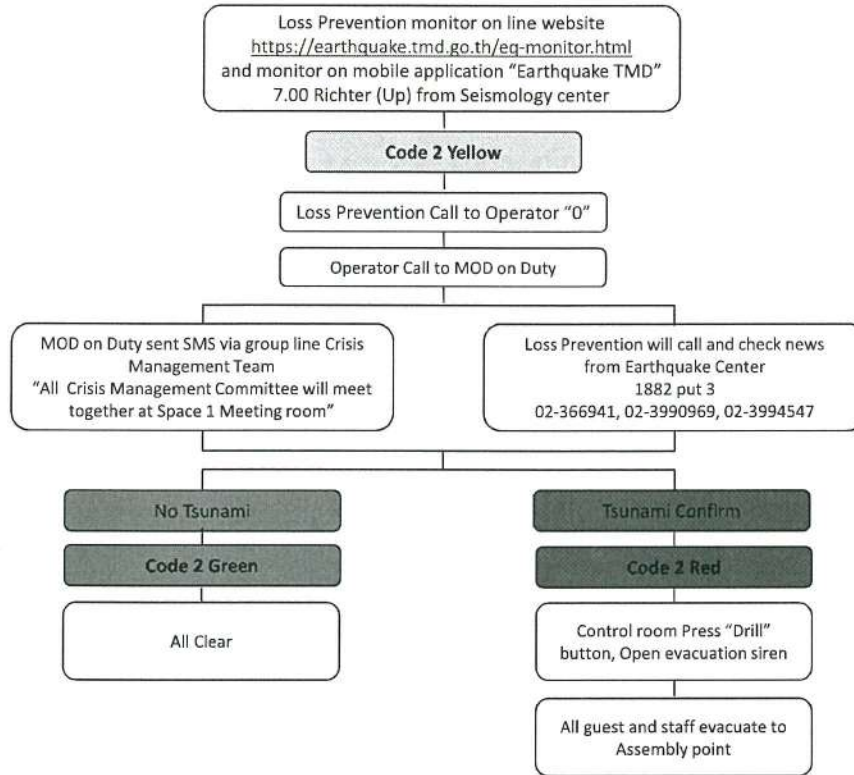 Loss Prevention monitor on line website
https://earthquake.tmd.go.th/eq-monitor.html
and monitor on mobile application “Earthquake TMD”
7.00 Richter (Up) from Seismology center
Code 2 Yellow
Loss Prevention Call to Operator “0”
Operator Call to MOD on Duty
MOD on Duty sent SMS via group line Crisis
Management Team
“All Crisis Management Committee will meet
together at Space 1 Meeting room”
Loss Prevention will call and check news
from Earthquake Center
1882 put 3
02-366941, 02-3990969, 02-3994547
No Tsunami
Code 2 Green
All Clear
Tsunami Confirm
Code 2 Red
Control room Press “Drill”
button, Open evacuation siren
All guest and staff evacuate to
Assembly point